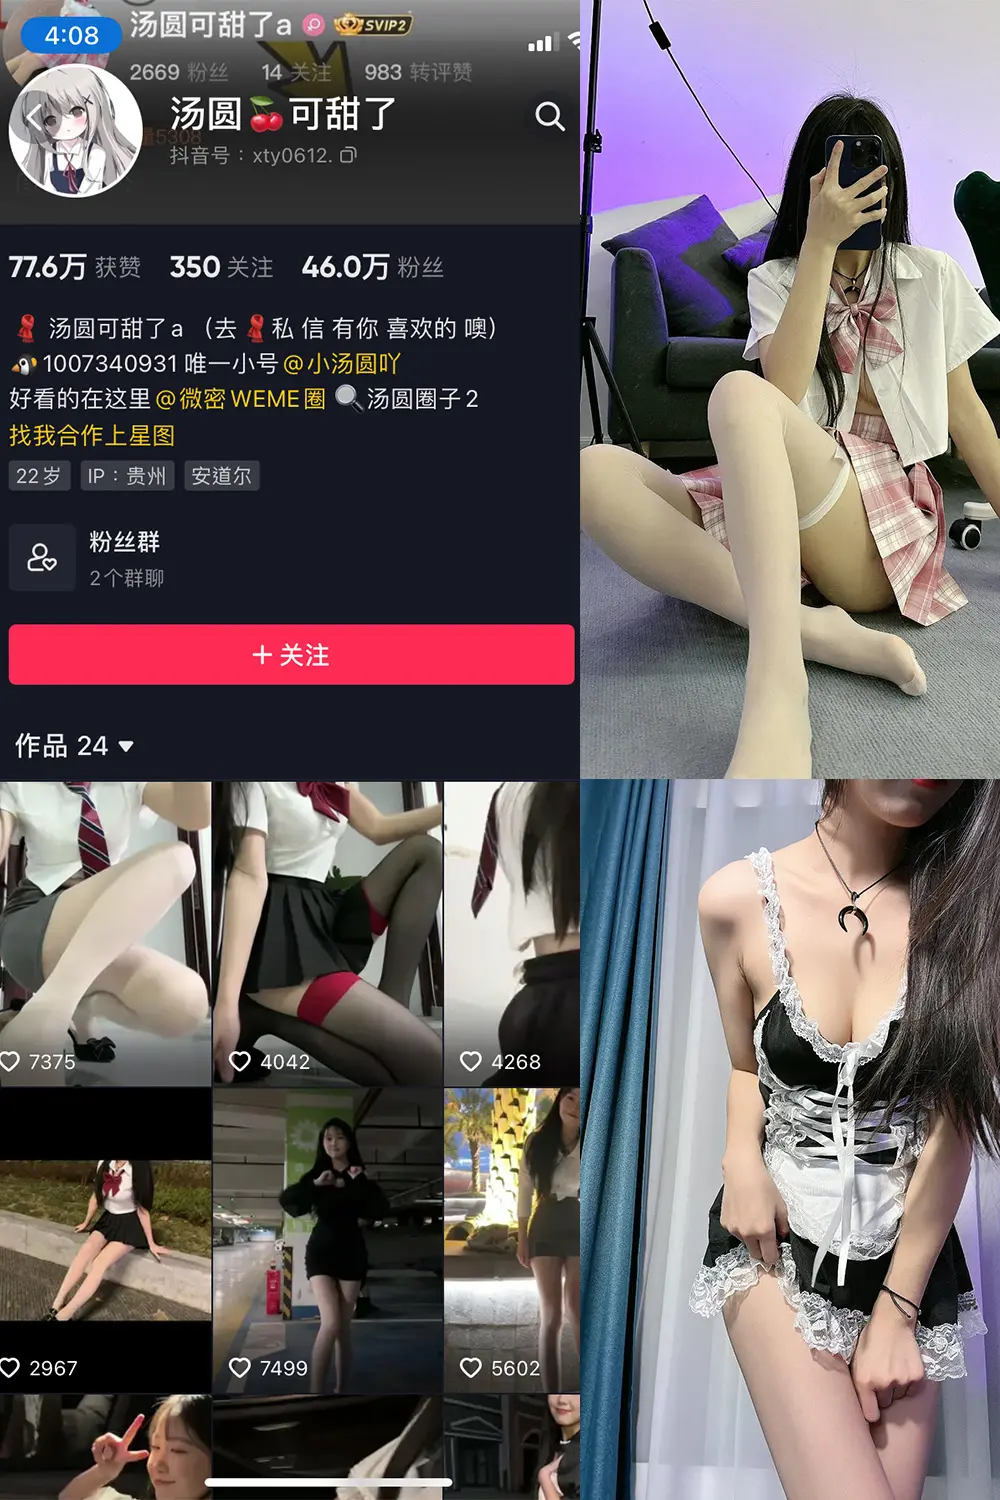 4:08
汤圆可甜了a SVIP2
2669 粉丝 14 关注 983 转评赞
汤圆🍒可甜了
抖音号：xty0612.
77.6万 获赞 350 关注 46.0万 粉丝
🧣 汤圆可甜了a （去 🧣私 信 有你 喜欢的 噢）
🐧1007340931 唯一小号@小汤圆吖
好看的在这里@微密WEME圈 🔍汤圆圈子2
找我合作上星图
22岁 IP：贵州 安道尔
粉丝群
2个群聊
+ 关注
作品 24
7375 4042 4268
2967 7499 5602